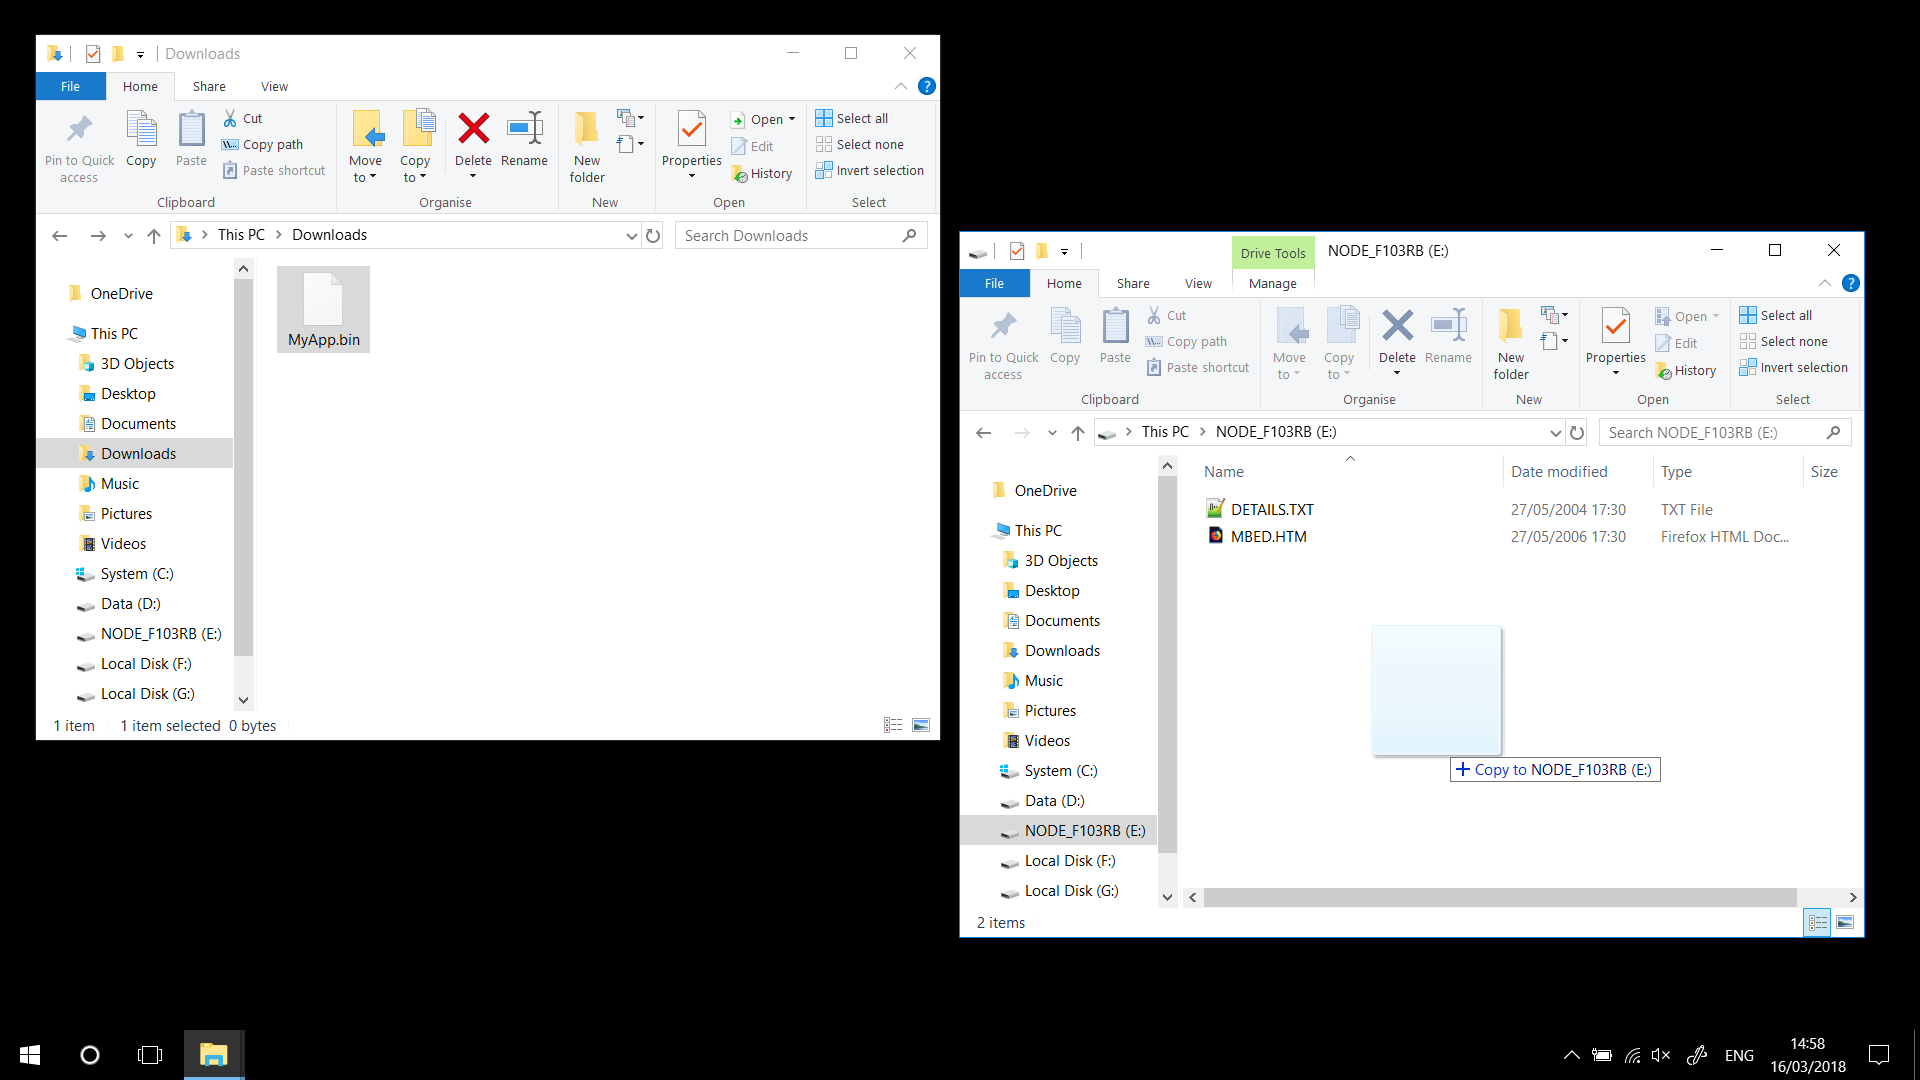 Downloads
File Home Share View
Pin to Quick access
Copy
Paste
Cut
Copy path
Paste shortcut
Clipboard
Move to
Copy to
Delete
Rename
Organise
New folder
New
Properties
Open
Edit
History
Open
Select all
Select none
Invert selection
Select
This PC Downloads
Search Downloads
OneDrive
This PC
3D Objects
Desktop
Documents
Downloads
Music
Pictures
Videos
System (C:)
Data (D:)
NODE_F103RB (E:)
Local Disk (F:)
Local Disk (G:)
MyApp.bin
1 item 1 item selected 0 bytes
Drive Tools
NODE_F103RB (E:)
File Home Share View Manage
Pin to Quick access
Copy
Paste
Cut
Copy path
Paste shortcut
Clipboard
Move to
Copy to
Delete
Rename
Organise
New folder
New
Properties
Open
Edit
History
Open
Select all
Select none
Invert selection
Select
This PC NODE_F103RB (E:)
Search NODE_F103RB (E:)
OneDrive
This PC
3D Objects
Desktop
Documents
Downloads
Music
Pictures
Videos
System (C:)
Data (D:)
NODE_F103RB (E:)
Local Disk (F:)
Local Disk (G:)
Name Date modified Type Size
DETAILS.TXT 27/05/2004 17:30 TXT File
MBED.HTM 27/05/2006 17:30 Firefox HTML Doc...
Copy to NODE_F103RB (E:)
2 items
ENG
14:58
16/03/2018